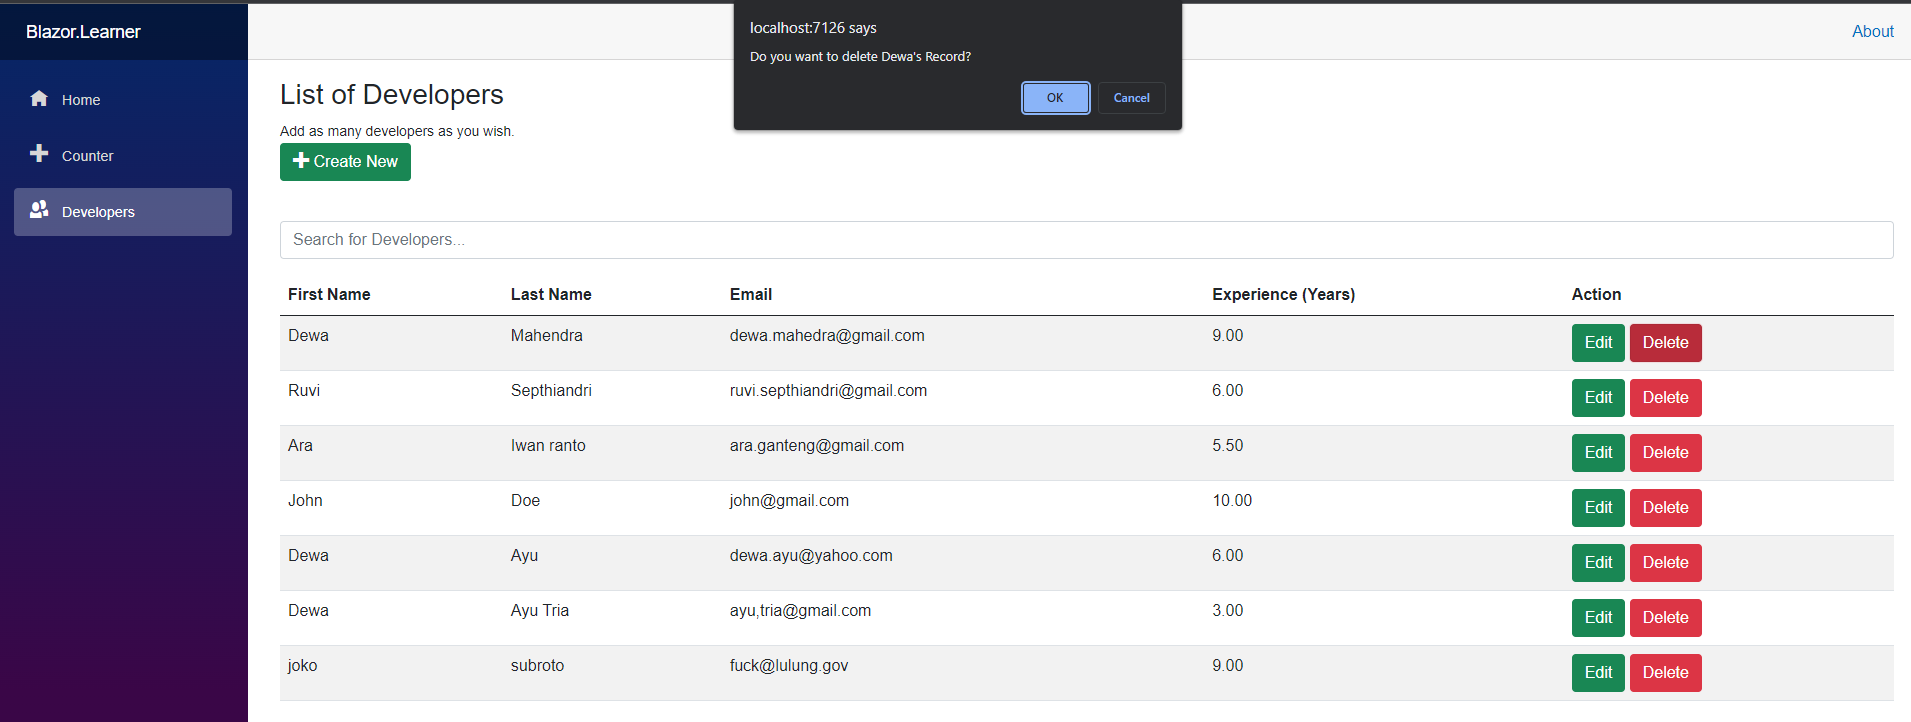 Blazor.Learner
Home
Counter
Developers
localhost:7126 says
Do you want to delete Dewa's Record?
OK Cancel
About
List of Developers
Add as many developers as you wish.
Create New
Search for Developers...
First Name Last Name Email Experience (Years) Action
Dewa Mahendra dewa.mahedra@gmail.com 9.00 Edit Delete
Ruvi Septhiandri ruvi.septhiandri@gmail.com 6.00 Edit Delete
Ara Iwan ranto ara.ganteng@gmail.com 5.50 Edit Delete
John Doe john@gmail.com 10.00 Edit Delete
Dewa Ayu dewa.ayu@yahoo.com 6.00 Edit Delete
Dewa Ayu Tria ayu,tria@gmail.com 3.00 Edit Delete
joko subroto fuck@lulung.gov 9.00 Edit Delete